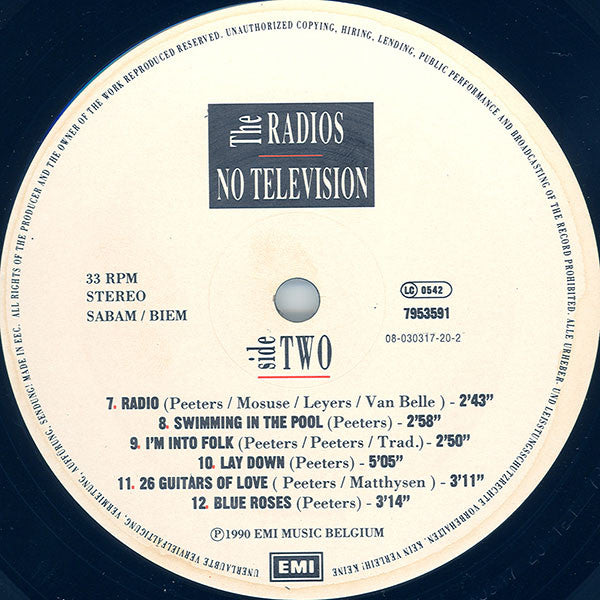 ALL RIGHTS OF THE PRODUCER AND THE OWNER OF THE WORK REPRODUCED RESERVED. UNAUTHORIZED COPYING, HIRING, LENDING, PUBLIC PERFORMANCE AND BROADCASTING OF THE RECORD PROHIBITED. ALLE URHEBER- UND LEISTUNGSSCHUTZRECHTE VORBEHALTEN. KEIN VERLEIH! KEINE UNERLAUBTE VERVIELFÄLTIGUNG, VERMIETUNG, AUFFÜHRUNG, SENDUNG! MADE IN EEC.
The RADIOS
NO TELEVISION
33 RPM
STEREO
SABAM / BIEM
LC 0542
7953591
08-030317-20-2
side TWO
7. RADIO (Peeters / Mosuse / Leyers / Van Belle ) - 2'43"
8. SWIMMING IN THE POOL (Peeters) - 2'58"
9. I'M INTO FOLK (Peeters / Peeters / Trad.) - 2'50"
10. LAY DOWN (Peeters) - 5'05"
11. 26 GUITARS OF LOVE ( Peeters / Matthysen ) - 3'11"
12. BLUE ROSES (Peeters) - 3'14"
Ⓟ1990 EMI MUSIC BELGIUM
EMI